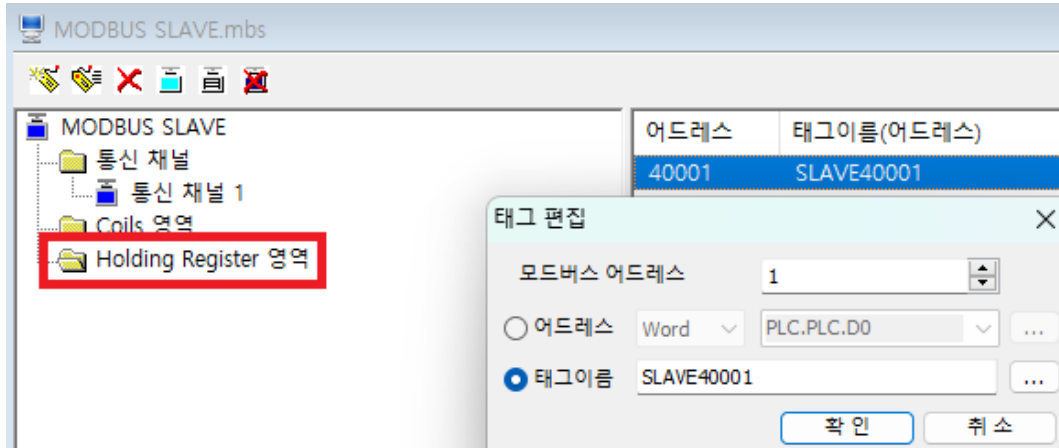 MODBUS SLAVE.mbs
MODBUS SLAVE
통신 채널
통신 채널 1
Coils 영역
Holding Register 영역
어드레스 태그이름(어드레스)
40001 SLAVE40001
태그 편집
모드버스 어드레스 1
어드레스 Word PLC.PLC.D0 ...
태그이름 SLAVE40001 ...
확 인 취 소